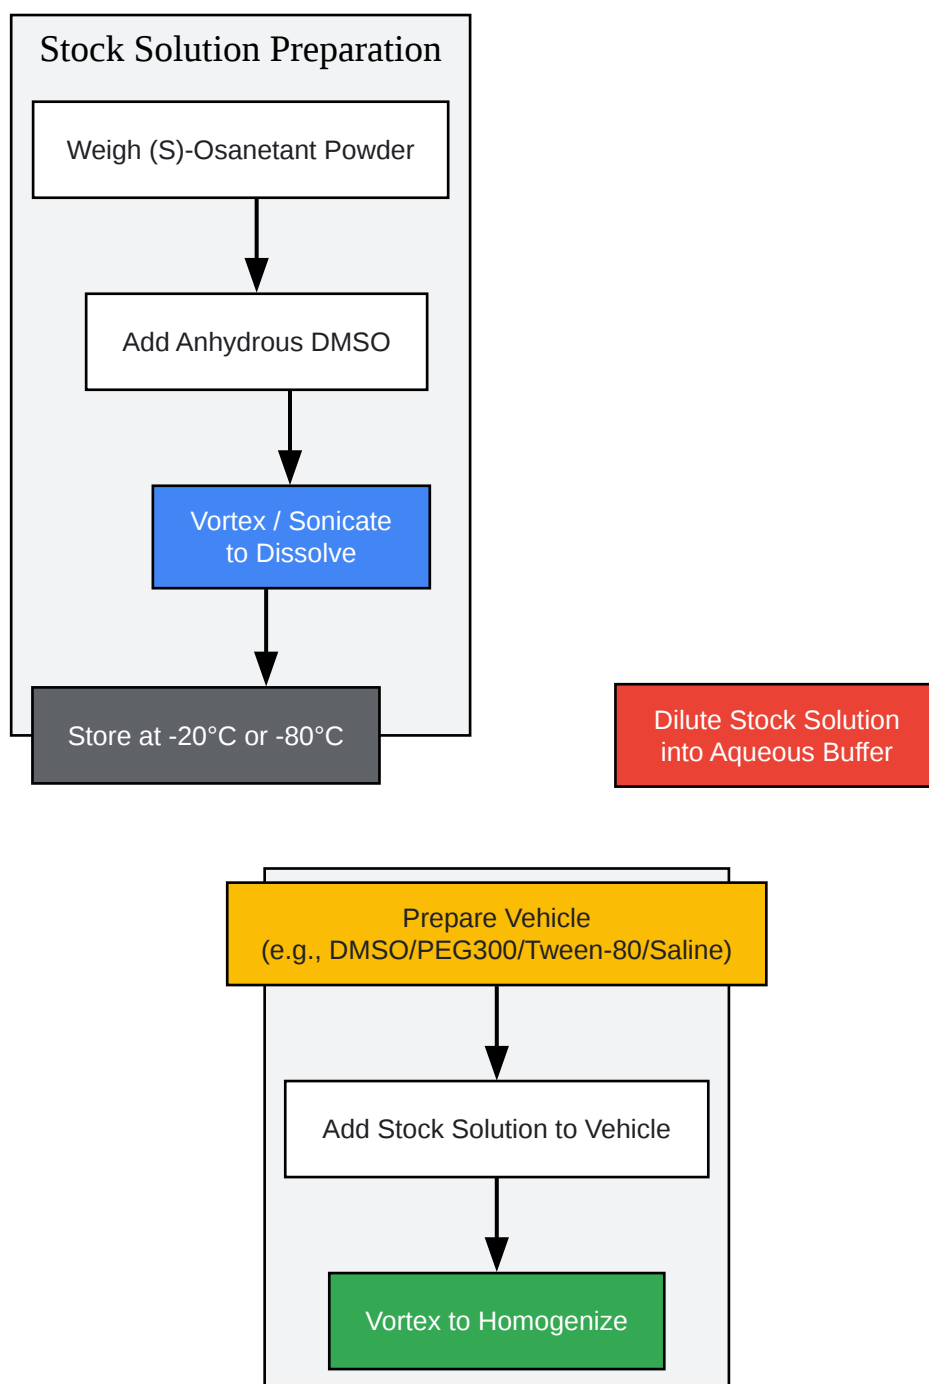 Stock Solution Preparation
Weigh (S)-Osanetant Powder
Add Anhydrous DMSO
Vortex / Sonicate
to Dissolve
Store at -20°C or -80°C
Dilute Stock Solution
into Aqueous Buffer
Prepare Vehicle
(e.g., DMSO/PEG300/Tween-80/Saline)
Add Stock Solution to Vehicle
Vortex to Homogenize